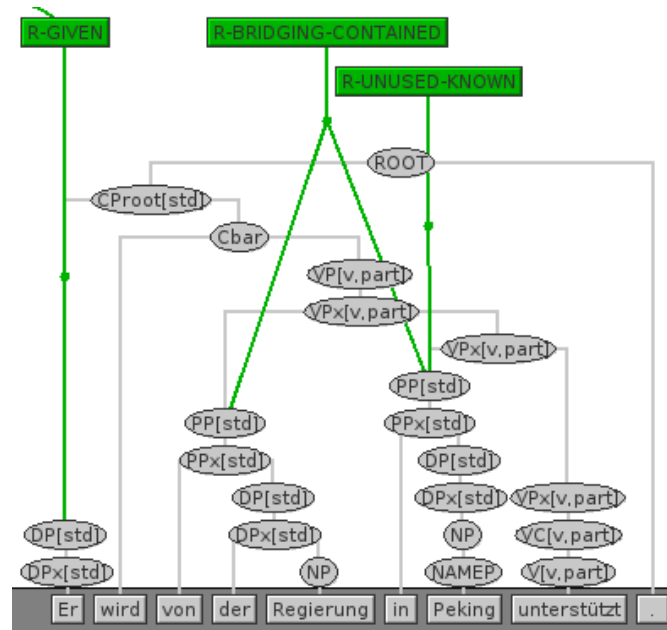 R-GIVEN R-BRIDGING-CONTAINED
R-UNUSED-KNOWN
ROOT
CProot[std]
Cbar
VP[v,part]
VPx[v,part]
VPx[v,part]
PP[std]
PP[std] PPx[std]
PPx[std] DP[std]
DP[std] DPx[std] VPx[v,part]
DP[std] DPx[std] NP VC[v,part]
DPx[std] NP NAMEP V[v,part]
Er wird von der Regierung in Peking unterstützt .